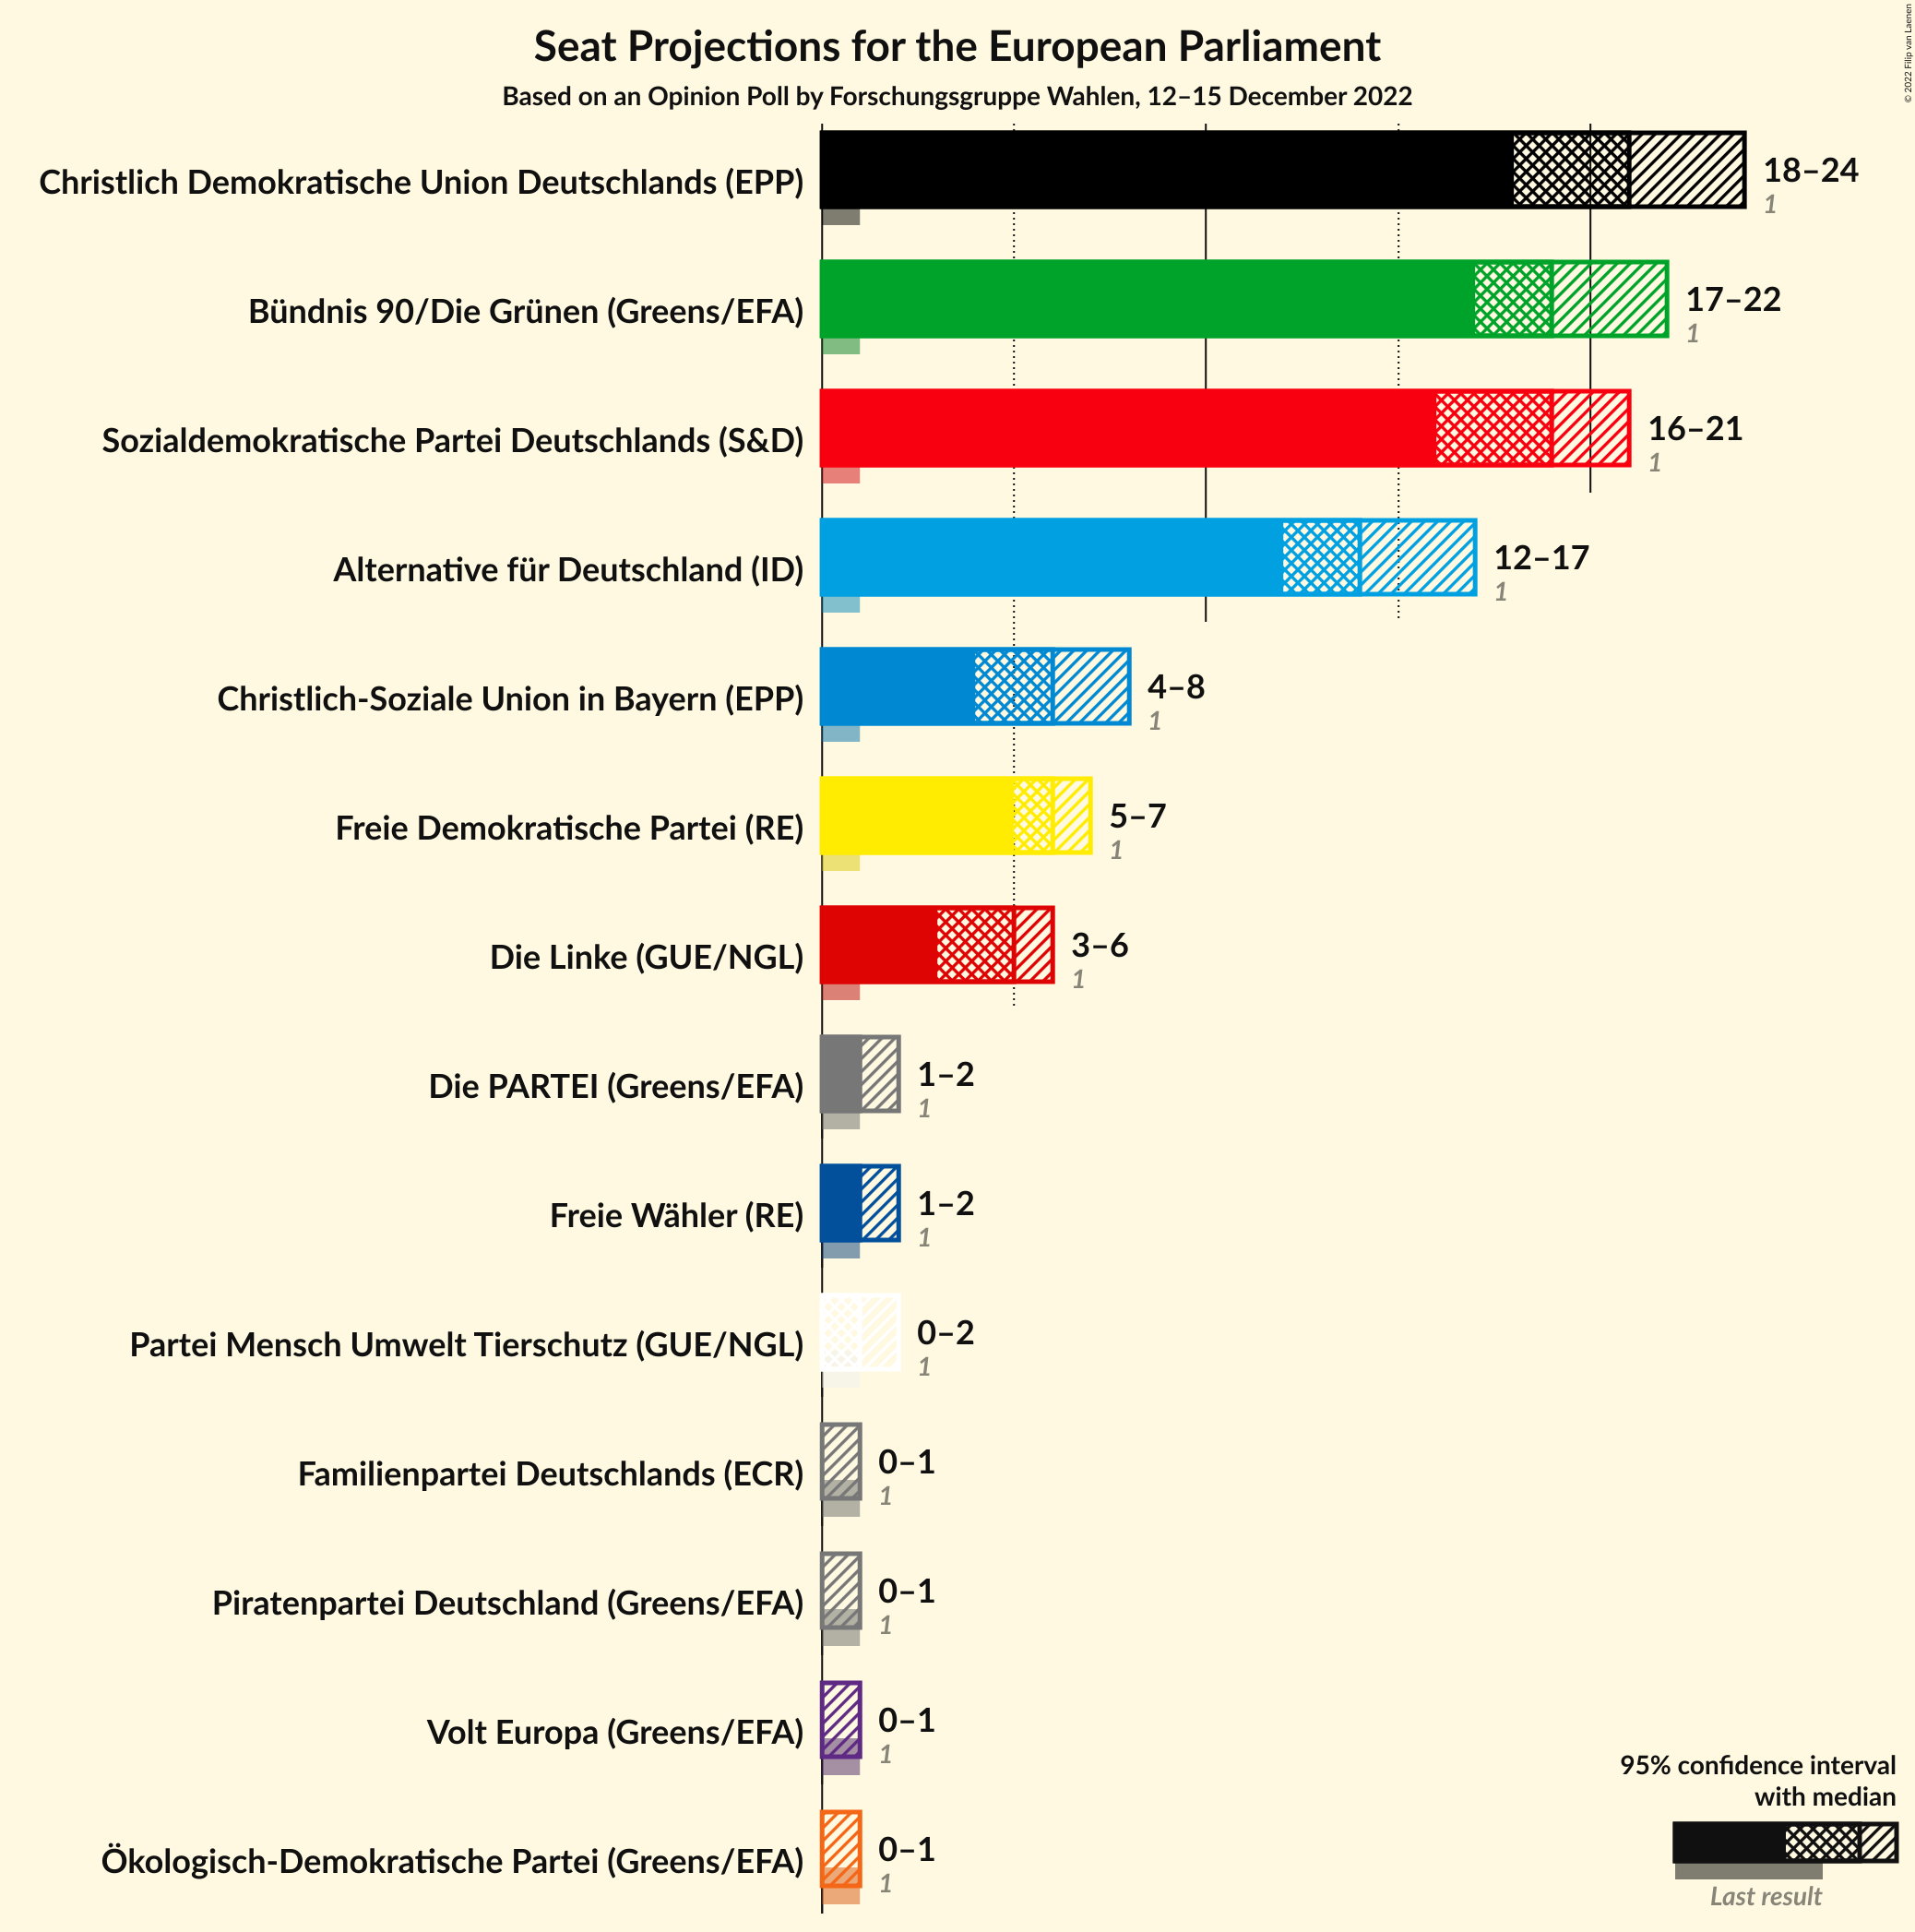 Seat Projections for the European Parliament
Based on an Opinion Poll by Forschungsgruppe Wahlen, 12–15 December 2022
© 2022 Filip van Laenen
Christlich Demokratische Union Deutschlands (EPP)
18–24
1
Bündnis 90/Die Grünen (Greens/EFA)
17–22
1
Sozialdemokratische Partei Deutschlands (S&D)
16–21
1
Alternative für Deutschland (ID)
12–17
1
Christlich-Soziale Union in Bayern (EPP)
4–8
1
Freie Demokratische Partei (RE)
5–7
1
Die Linke (GUE/NGL)
3–6
1
Die PARTEI (Greens/EFA)
1–2
1
Freie Wähler (RE)
1–2
1
Partei Mensch Umwelt Tierschutz (GUE/NGL)
0–2
1
Familienpartei Deutschlands (ECR)
0–1
1
Piratenpartei Deutschland (Greens/EFA)
0–1
1
Volt Europa (Greens/EFA)
0–1
1
Ökologisch-Demokratische Partei (Greens/EFA)
0–1
1
95% confidence interval
with median
Last result